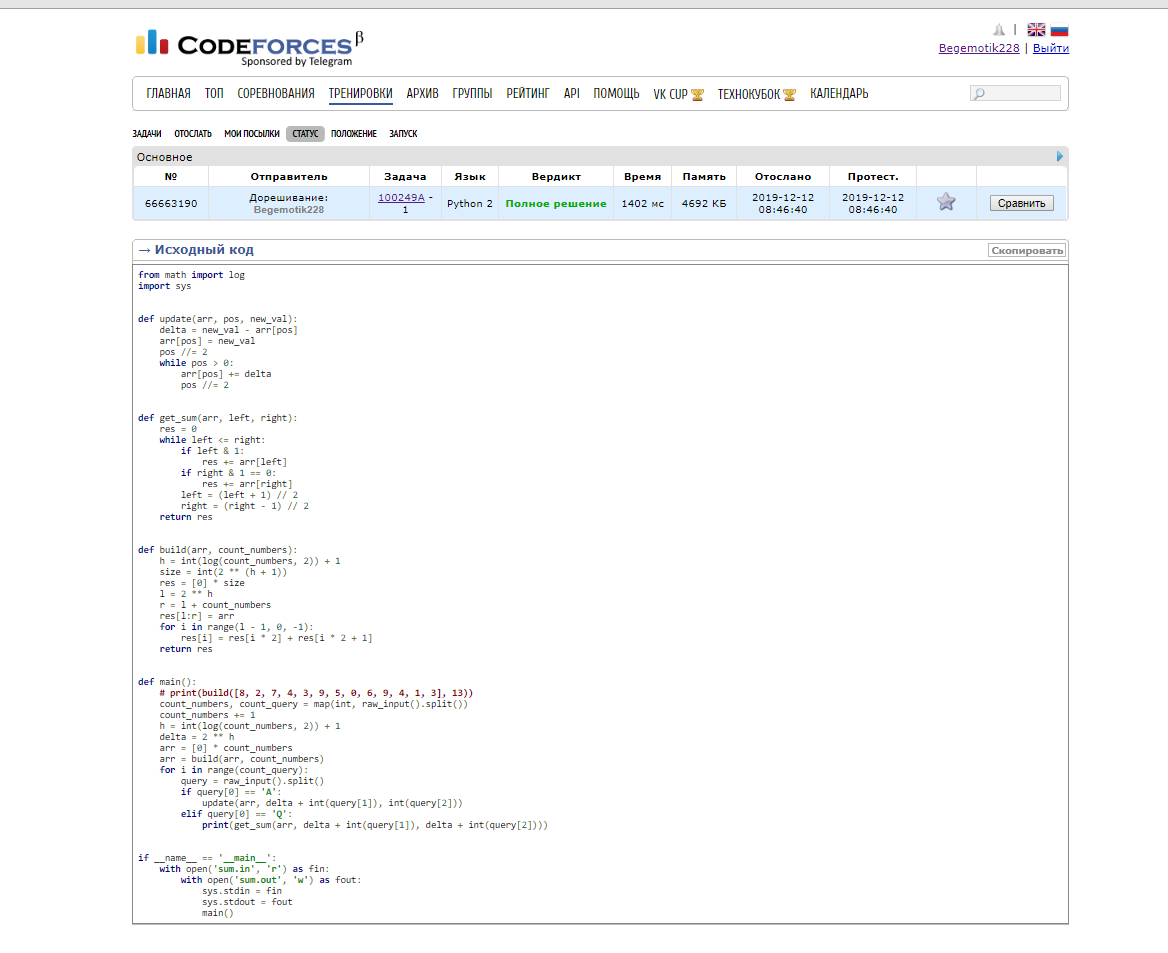 CODEFORCES β
Sponsored by Telegram
Begemotik228 | Выйти
ГЛАВНАЯ ТОП СОРЕВНОВАНИЯ ТРЕНИРОВКИ АРХИВ ГРУППЫ РЕЙТИНГ API ПОМОЩЬ VK CUP ТЕХНОКУБОК КАЛЕНДАРЬ
ЗАДАЧИ ОТОСЛАТЬ МОИ ПОСЫЛКИ СТАТУС ПОЛОЖЕНИЕ ЗАПУСК
Основное
№ Отправитель Задача Язык Вердикт Время Память Отослано Протест.
66663190 Дорешивание: Begemotik228 100249A - 1 Python 2 Полное решение 1402 мс 4692 КБ 2019-12-12 08:46:40 2019-12-12 08:46:40 Сравнить
→ Исходный код Скопировать
from math import log
import sys
def update(arr, pos, new_val):
    delta = new_val - arr[pos]
    arr[pos] = new_val
    pos //= 2
    while pos > 0:
        arr[pos] += delta
        pos //= 2
def get_sum(arr, left, right):
    res = 0
    while left <= right:
        if left & 1:
            res += arr[left]
        if right & 1 == 0:
            res += arr[right]
        left = (left + 1) // 2
        right = (right - 1) // 2
    return res
def build(arr, count_numbers):
    h = int(log(count_numbers, 2)) + 1
    size = int(2 ** (h + 1))
    res = [0] * size
    l = 2 ** h
    r = l + count_numbers
    res[l:r] = arr
    for i in range(l - 1, 0, -1):
        res[i] = res[i * 2] + res[i * 2 + 1]
    return res
def main():
    # print(build([8, 2, 7, 4, 3, 9, 5, 0, 6, 9, 4, 1, 3], 13))
    count_numbers, count_query = map(int, raw_input().split())
    count_numbers += 1
    h = int(log(count_numbers, 2)) + 1
    delta = 2 ** h
    arr = [0] * count_numbers
    arr = build(arr, count_numbers)
    for i in range(count_query):
        query = raw_input().split()
        if query[0] == 'A':
            update(arr, delta + int(query[1]), int(query[2]))
        elif query[0] == 'Q':
            print(get_sum(arr, delta + int(query[1]), delta + int(query[2])))
if __name__ == '__main__':
    with open('sum.in', 'r') as fin:
        with open('sum.out', 'w') as fout:
            sys.stdin = fin
            sys.stdout = fout
            main()